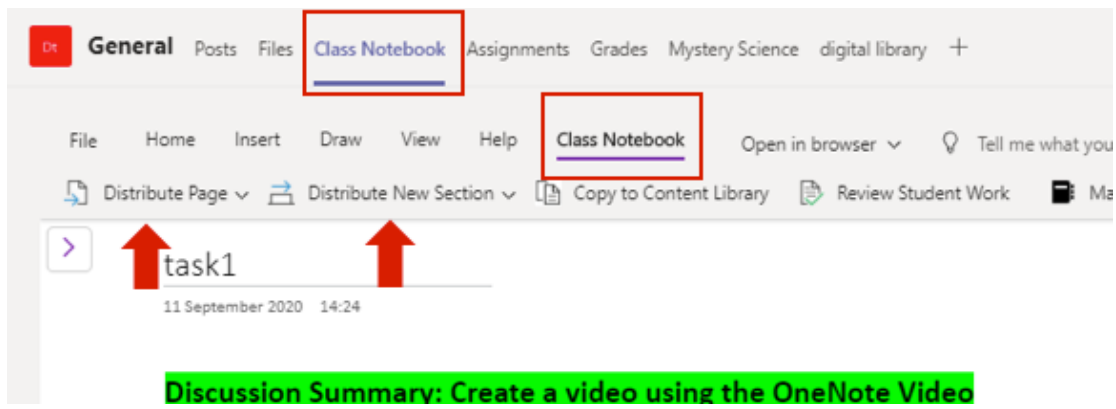 Dt General Posts Files Class Notebook Assignments Grades Mystery Science digital library +
File Home Insert Draw View Help Class Notebook Open in browser Tell me what you
Distribute Page Distribute New Section Copy to Content Library Review Student Work Ma
task1
11 September 2020 14:24
Discussion Summary: Create a video using the OneNote Video